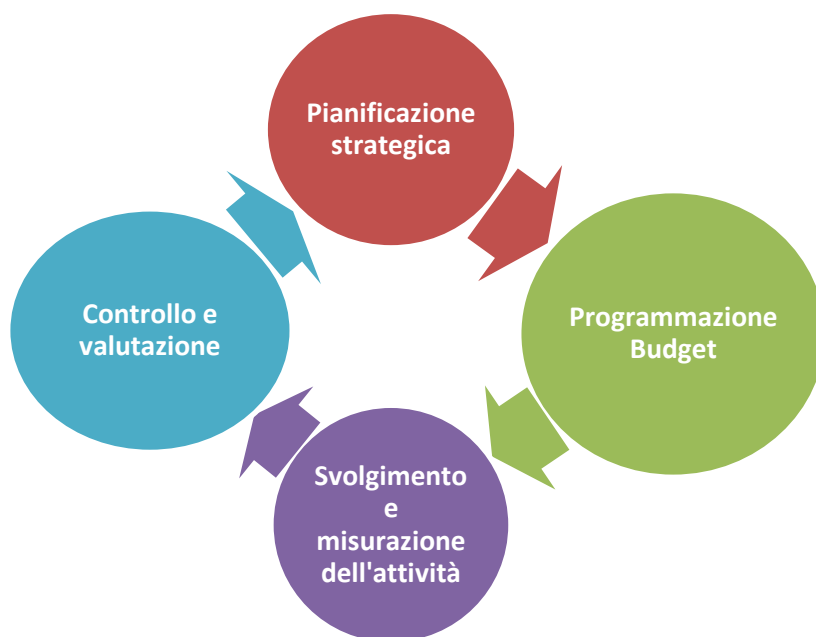 Pianificazione
strategica
Programmazione
Budget
Svolgimento
e
misurazione
dell'attività
Controllo e
valutazione